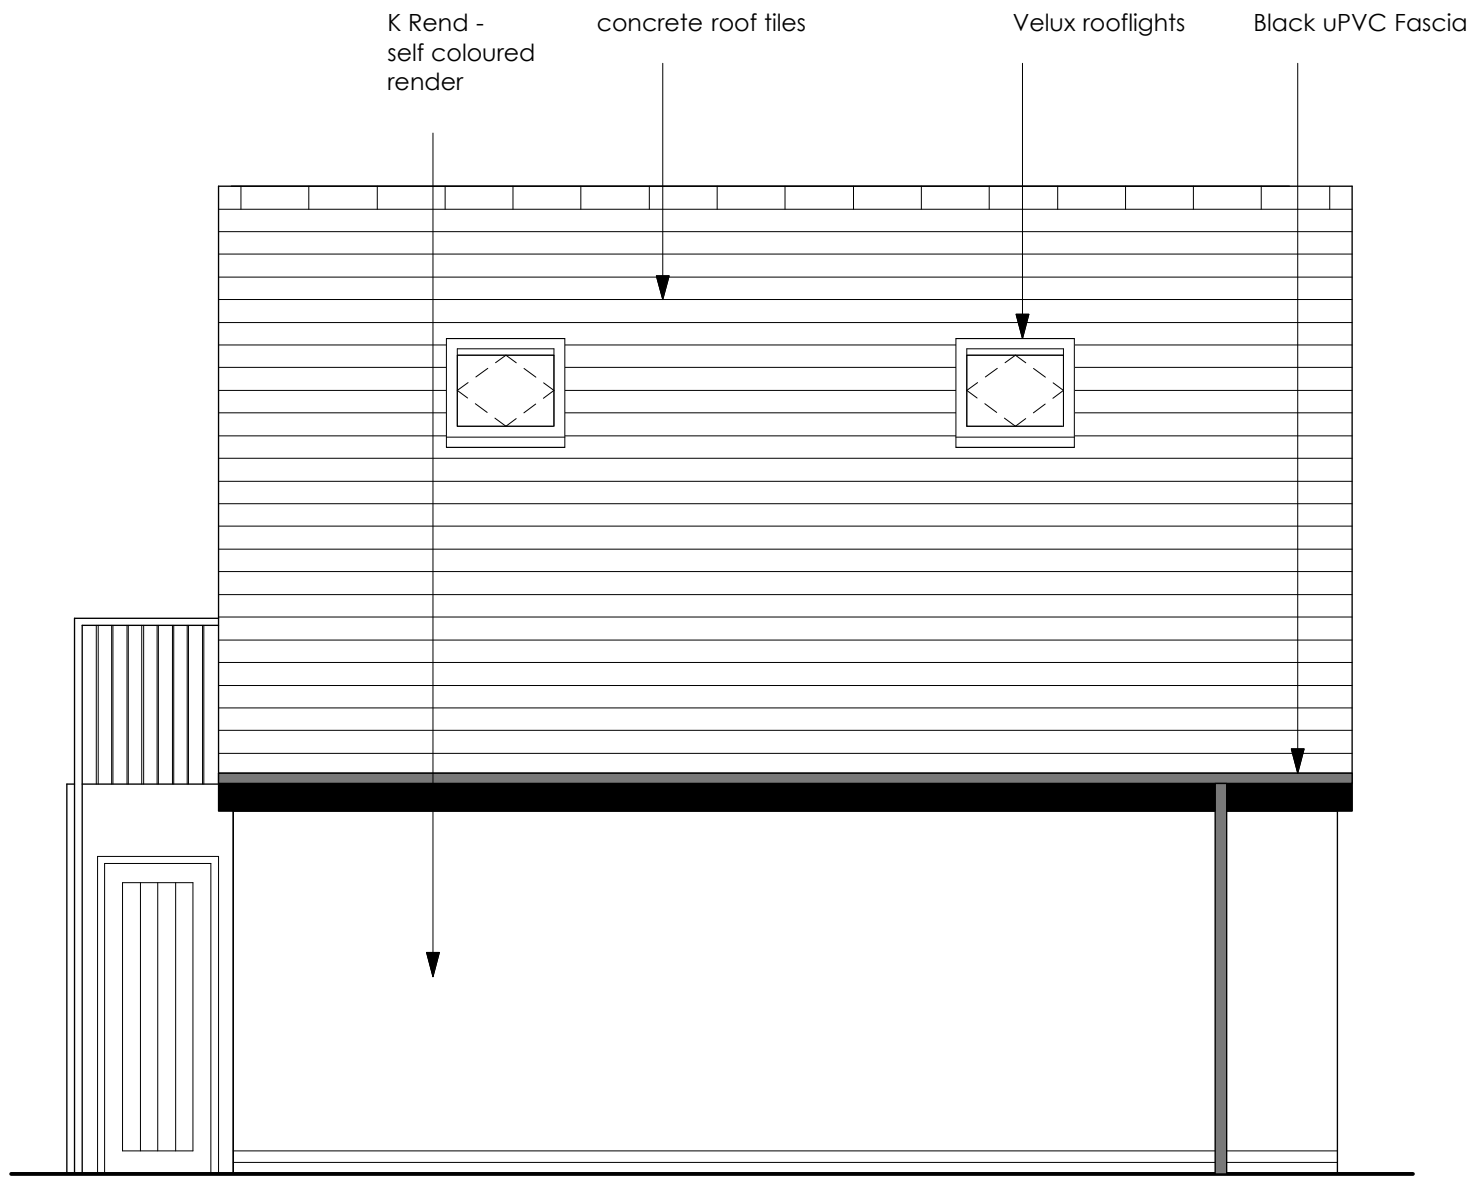 K Rend -
self coloured
render
concrete roof tiles
Velux rooflights
Black uPVC Fascia